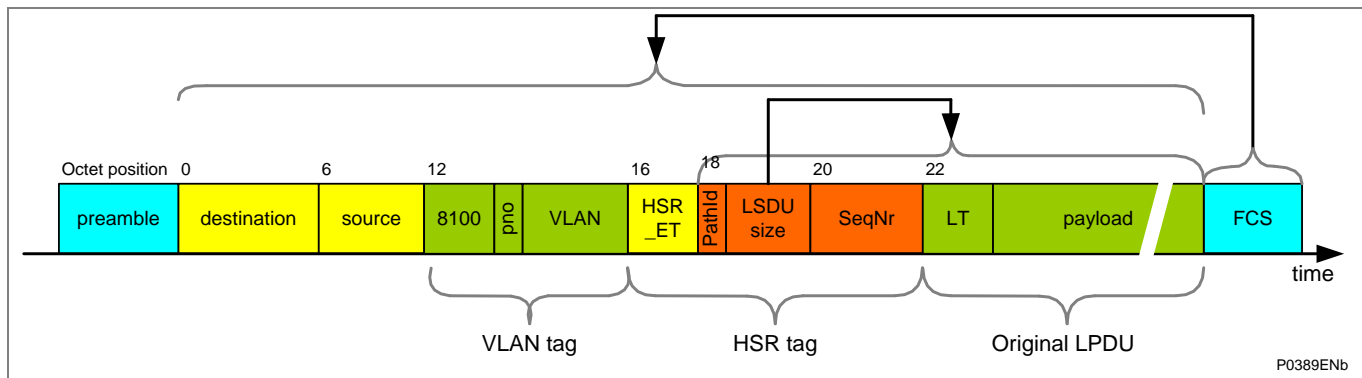 Octet position 0 6 12 16 18 20 22
preamble destination source 8100 pno VLAN HSR _ET PathId LSDU size SeqNr LT payload FCS
time
VLAN tag HSR tag Original LPDU
P0389ENb